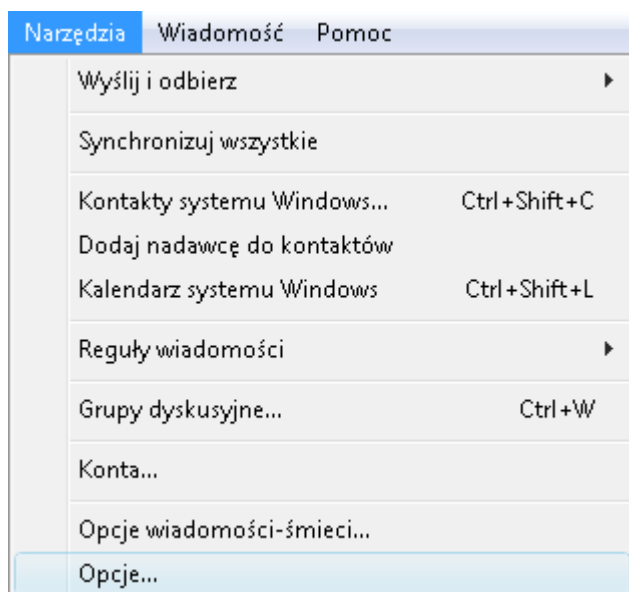 Narzędzia Wiadomość Pomoc
Wyślij i odbierz
Synchronizuj wszystkie
Kontakty systemu Windows... Ctrl+Shift+C
Dodaj nadawcę do kontaktów
Kalendarz systemu Windows Ctrl+Shift+L
Reguły wiadomości
Grupy dyskusyjne... Ctrl+W
Konta...
Opcje wiadomości-śmieci...
Opcje...